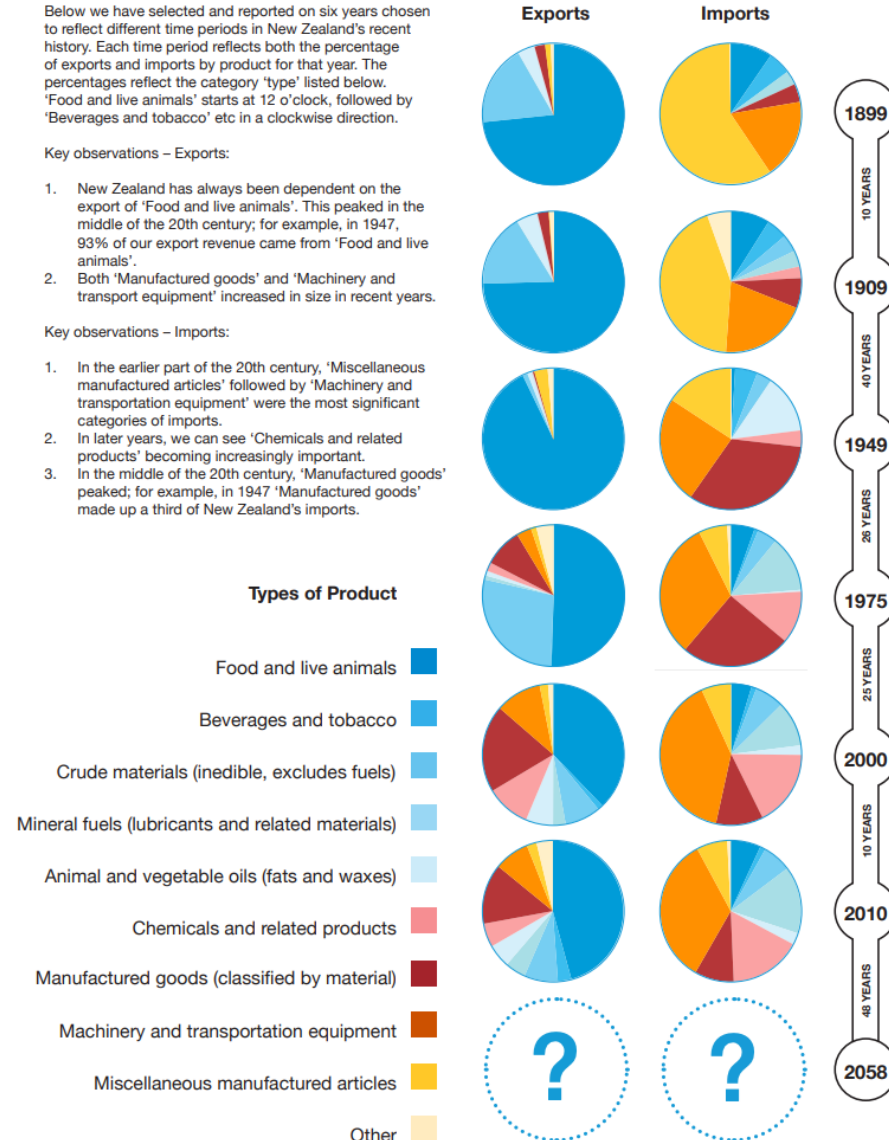 Below we have selected and reported on six years chosen
to reflect different time periods in New Zealand's recent
history. Each time period reflects both the percentage
of exports and imports by product for that year. The
percentages reflect the category 'type' listed below.
'Food and live animals' starts at 12 o'clock, followed by
'Beverages and tobacco' etc in a clockwise direction.
Key observations – Exports:
1. New Zealand has always been dependent on the
export of 'Food and live animals'. This peaked in the
middle of the 20th century; for example, in 1947,
93% of our export revenue came from 'Food and live
animals'.
2. Both 'Manufactured goods' and 'Machinery and
transport equipment' increased in size in recent years.
Key observations – Imports:
1. In the earlier part of the 20th century, 'Miscellaneous
manufactured articles' followed by 'Machinery and
transportation equipment' were the most significant
categories of imports.
2. In later years, we can see 'Chemicals and related
products' becoming increasingly important.
3. In the middle of the 20th century, 'Manufactured goods'
peaked; for example, in 1947 'Manufactured goods'
made up a third of New Zealand's imports.
Types of Product
Food and live animals
Beverages and tobacco
Crude materials (inedible, excludes fuels)
Mineral fuels (lubricants and related materials)
Animal and vegetable oils (fats and waxes)
Chemicals and related products
Manufactured goods (classified by material)
Machinery and transportation equipment
Miscellaneous manufactured articles
Other
Exports
Imports
? ?
1899
10 YEARS
1909
40 YEARS
1949
26 YEARS
1975
25 YEARS
2000
10 YEARS
2010
48 YEARS
2058